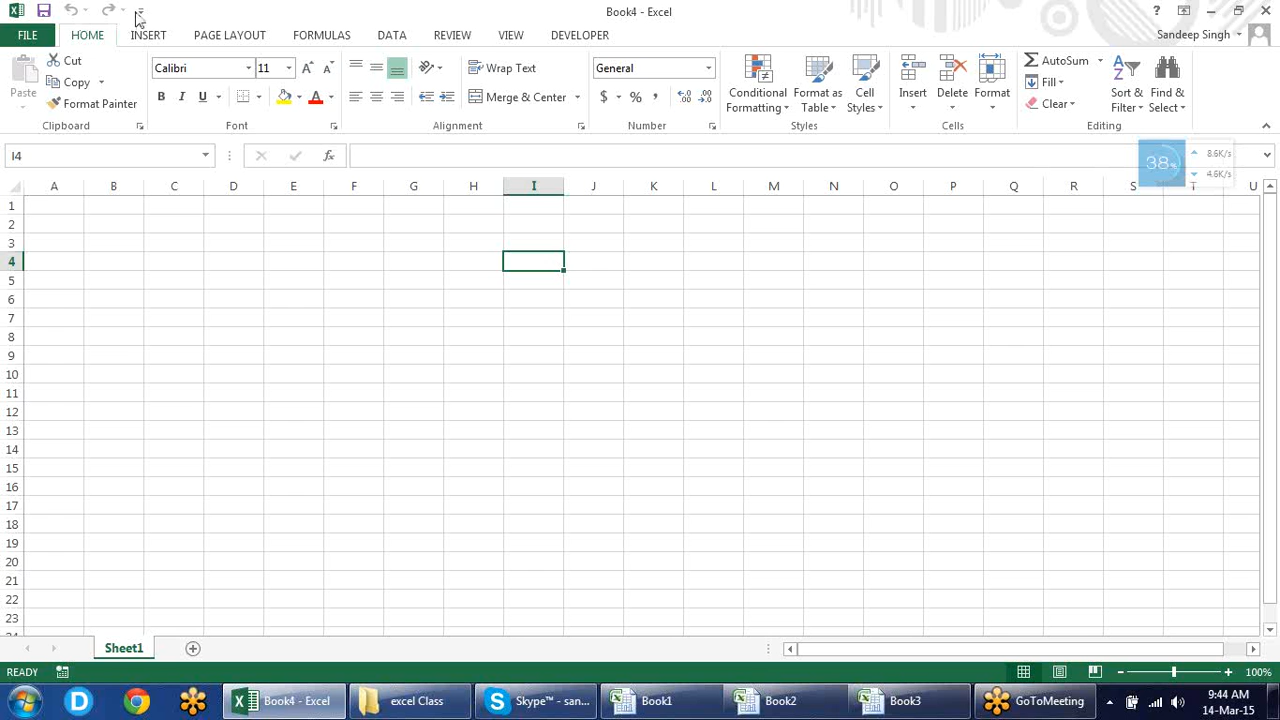 Book4 - Excel
?
FILE HOME INSERT PAGE LAYOUT FORMULAS DATA REVIEW VIEW DEVELOPER Sandeep Singh
Paste
Cut
Copy
Format Painter
Clipboard
Calibri 11
B I U A
Font
Wrap Text
Merge & Center
Alignment
General
$ % ,
Number
Conditional Formatting
Format as Table
Cell Styles
Styles
Insert
Delete
Format
Cells
AutoSum
Fill
Clear
Sort & Filter
Find & Select
Editing
I4
fx
38%
8.6K/s
4.6K/s
A B C D E F G H I J K L M N O P Q R S T U
1
2
3
4
5
6
7
8
9
10
11
12
13
14
15
16
17
18
19
20
21
22
23
Sheet1
READY 100%
D Book4 - Excel excel Class Skype™ - san... Book1 Book2 Book3 GoToMeeting
9:44 AM
14-Mar-15